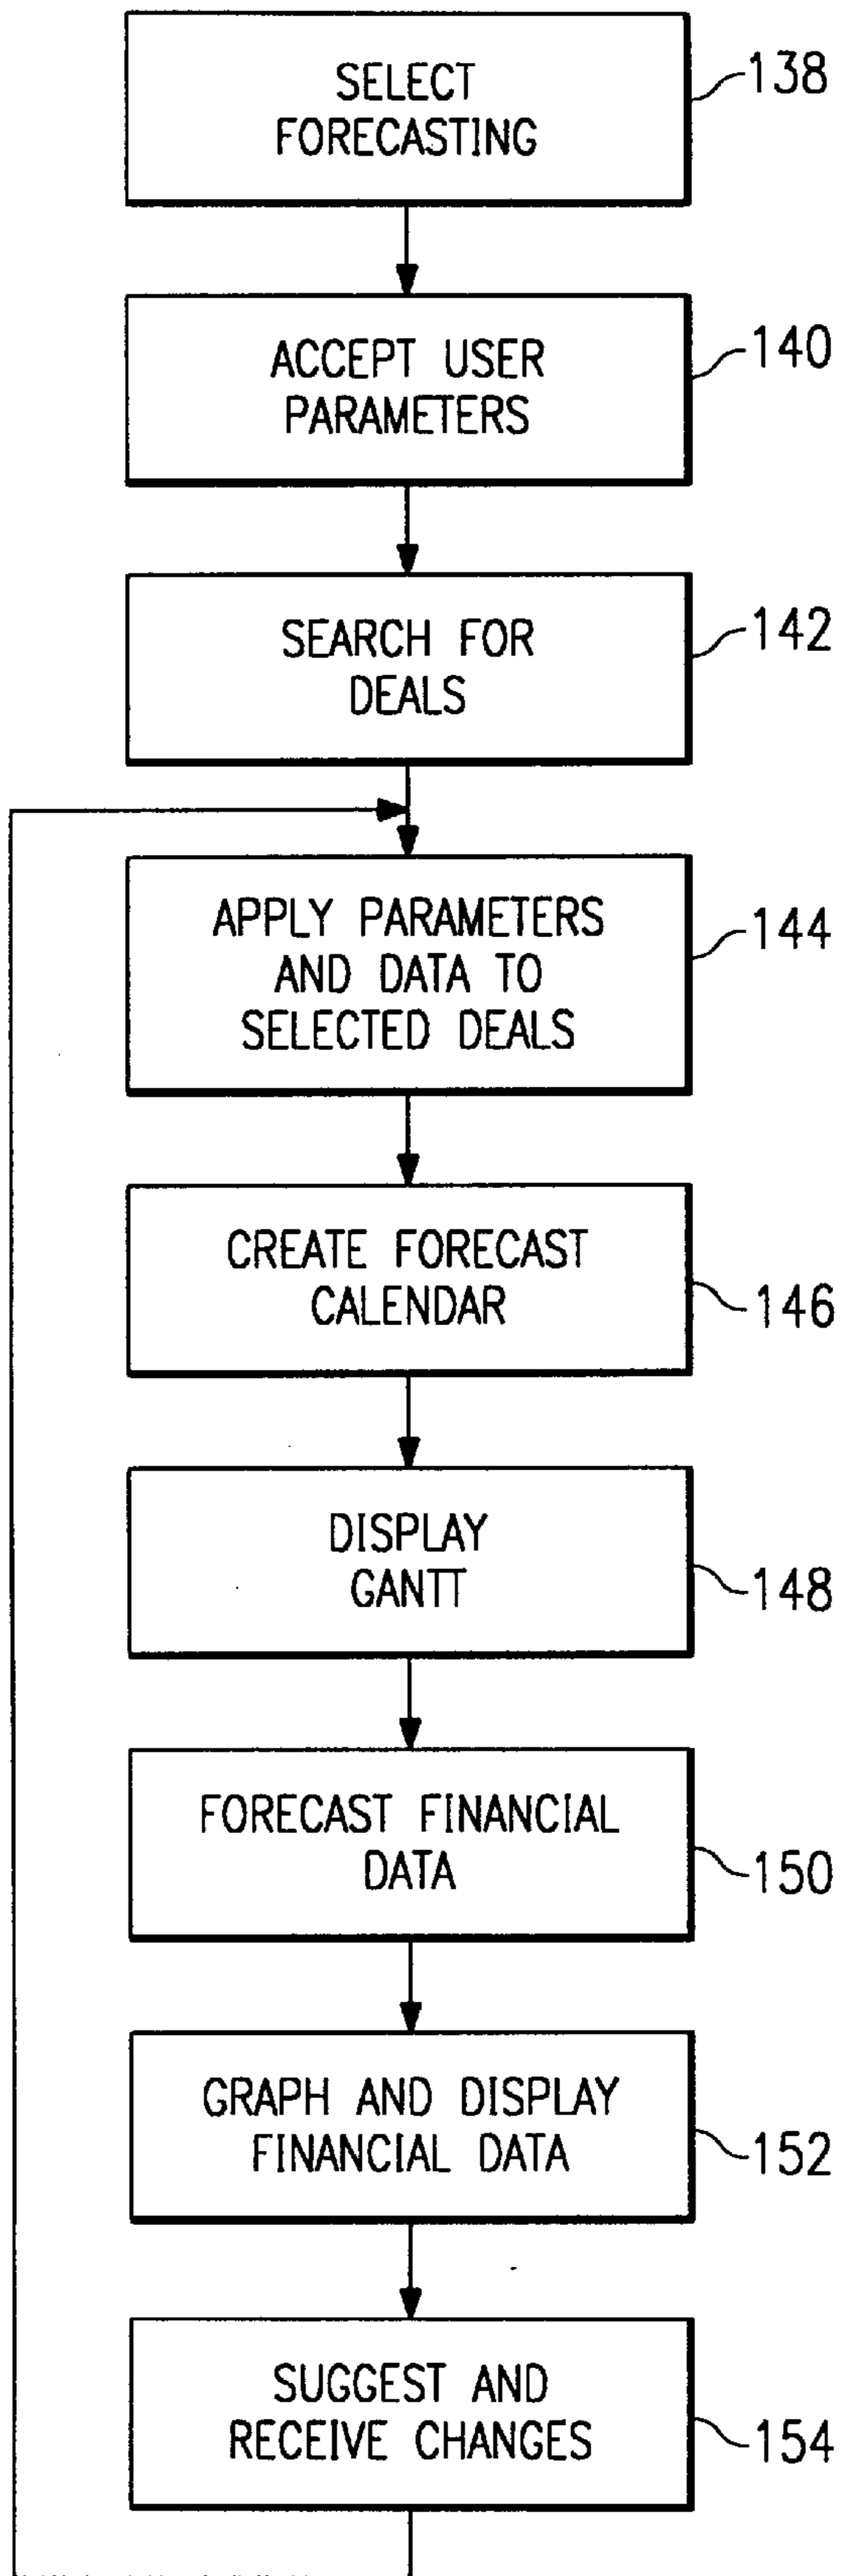 SELECT
FORECASTING
138
ACCEPT USER
PARAMETERS
140
SEARCH FOR
DEALS
142
APPLY PARAMETERS
AND DATA TO
SELECTED DEALS
144
CREATE FORECAST
CALENDAR
146
DISPLAY
GANTT
148
FORECAST FINANCIAL
DATA
150
GRAPH AND DISPLAY
FINANCIAL DATA
152
SUGGEST AND
RECEIVE CHANGES
154